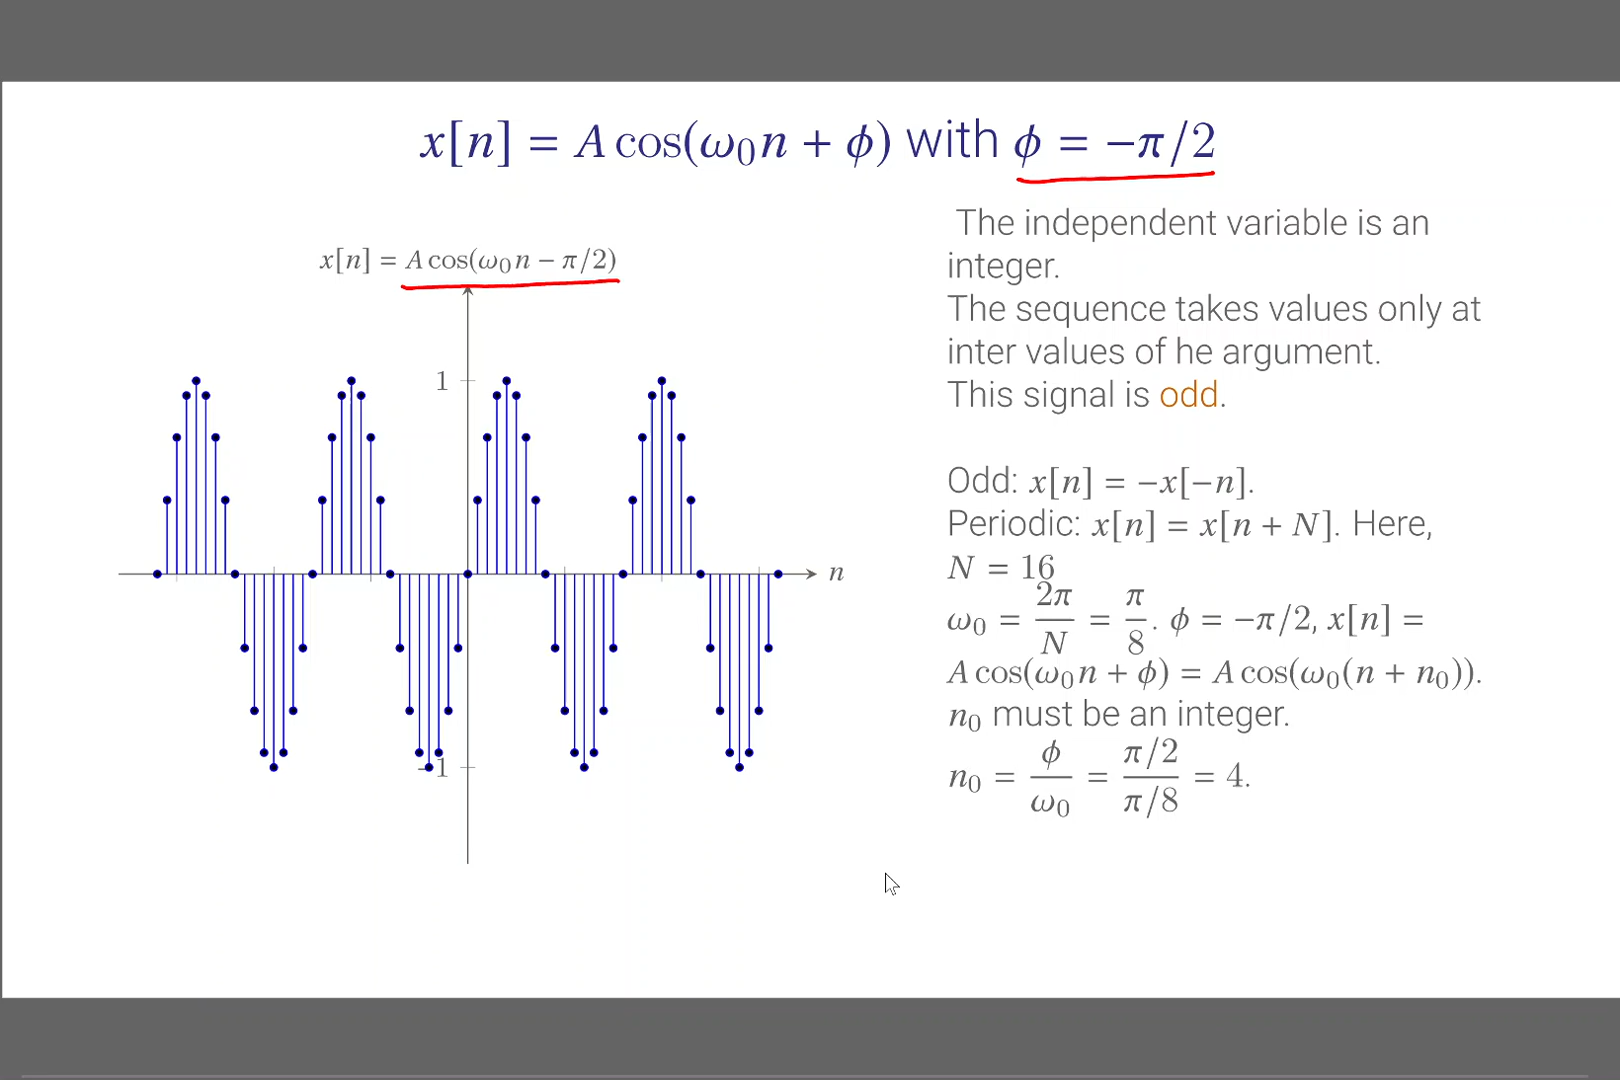 x[n] = A cos(ω₀n + ϕ) with ϕ = −π/2
x[n] = A cos(ω₀n − π/2)
1
n
−1
The independent variable is an
integer.
The sequence takes values only at
inter values of he argument.
This signal is odd.
Odd: x[n] = −x[−n].
Periodic: x[n] = x[n + N]. Here,
N = 16
ω₀ = 2π/N = π/8. ϕ = −π/2, x[n] =
A cos(ω₀n + ϕ) = A cos(ω₀(n + n₀)).
n₀ must be an integer.
n₀ = ϕ/ω₀ = (π/2)/(π/8) = 4.